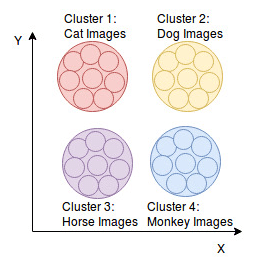 Cluster 1:
Cat Images
Cluster 2:
Dog Images
Y
Cluster 3:
Horse Images
Cluster 4:
Monkey Images
X